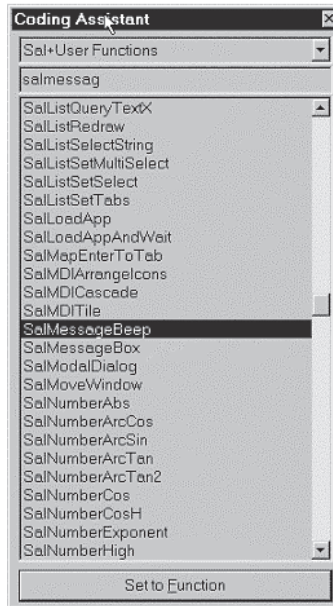 Coding Assistant
Sal+User Functions
salmessag
SalListQueryTextX
SalListRedraw
SalListSelectString
SalListSetMultiSelect
SalListSetSelect
SalListSetTabs
SalLoadApp
SalLoadAppAndWait
SalMapEnterToTab
SalMDIArrangeIcons
SalMDICascade
SalMDITile
SalMessageBeep
SalMessageBox
SalModalDialog
SalMoveWindow
SalNumberAbs
SalNumberArcCos
SalNumberArcSin
SalNumberArcTan
SalNumberArcTan2
SalNumberCos
SalNumberCosH
SalNumberExponent
SalNumberHigh
Set to Function